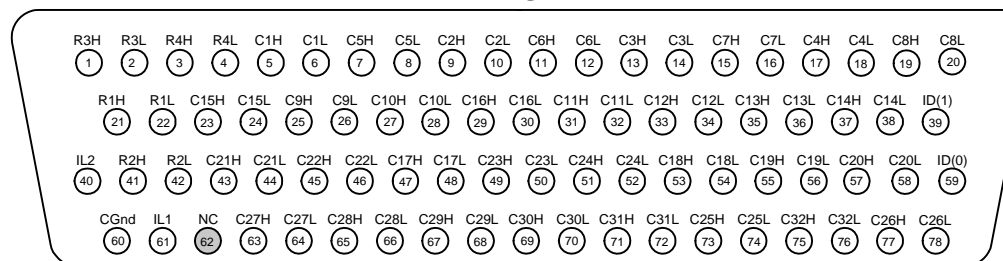 R3H R3L R4H R4L C1H C1L C5H C5L C2H C2L C6H C6L C3H C3L C7H C7L C4H C4L C8H C8L
1 2 3 4 5 6 7 8 9 10 11 12 13 14 15 16 17 18 19 20
R1H R1L C15H C15L C9H C9L C10H C10L C16H C16L C11H C11L C12H C12L C13H C13L C14H C14L ID(1)
21 22 23 24 25 26 27 28 29 30 31 32 33 34 35 36 37 38 39
IL2 R2H R2L C21H C21L C22H C22L C17H C17L C23H C23L C24H C24L C18H C18L C19H C19L C20H C20L ID(0)
40 41 42 43 44 45 46 47 48 49 50 51 52 53 54 55 56 57 58 59
CGnd IL1 NC C27H C27L C28H C28L C29H C29L C30H C30L C31H C31L C25H C25L C32H C32L C26H C26L
60 61 62 63 64 65 66 67 68 69 70 71 72 73 74 75 76 77 78